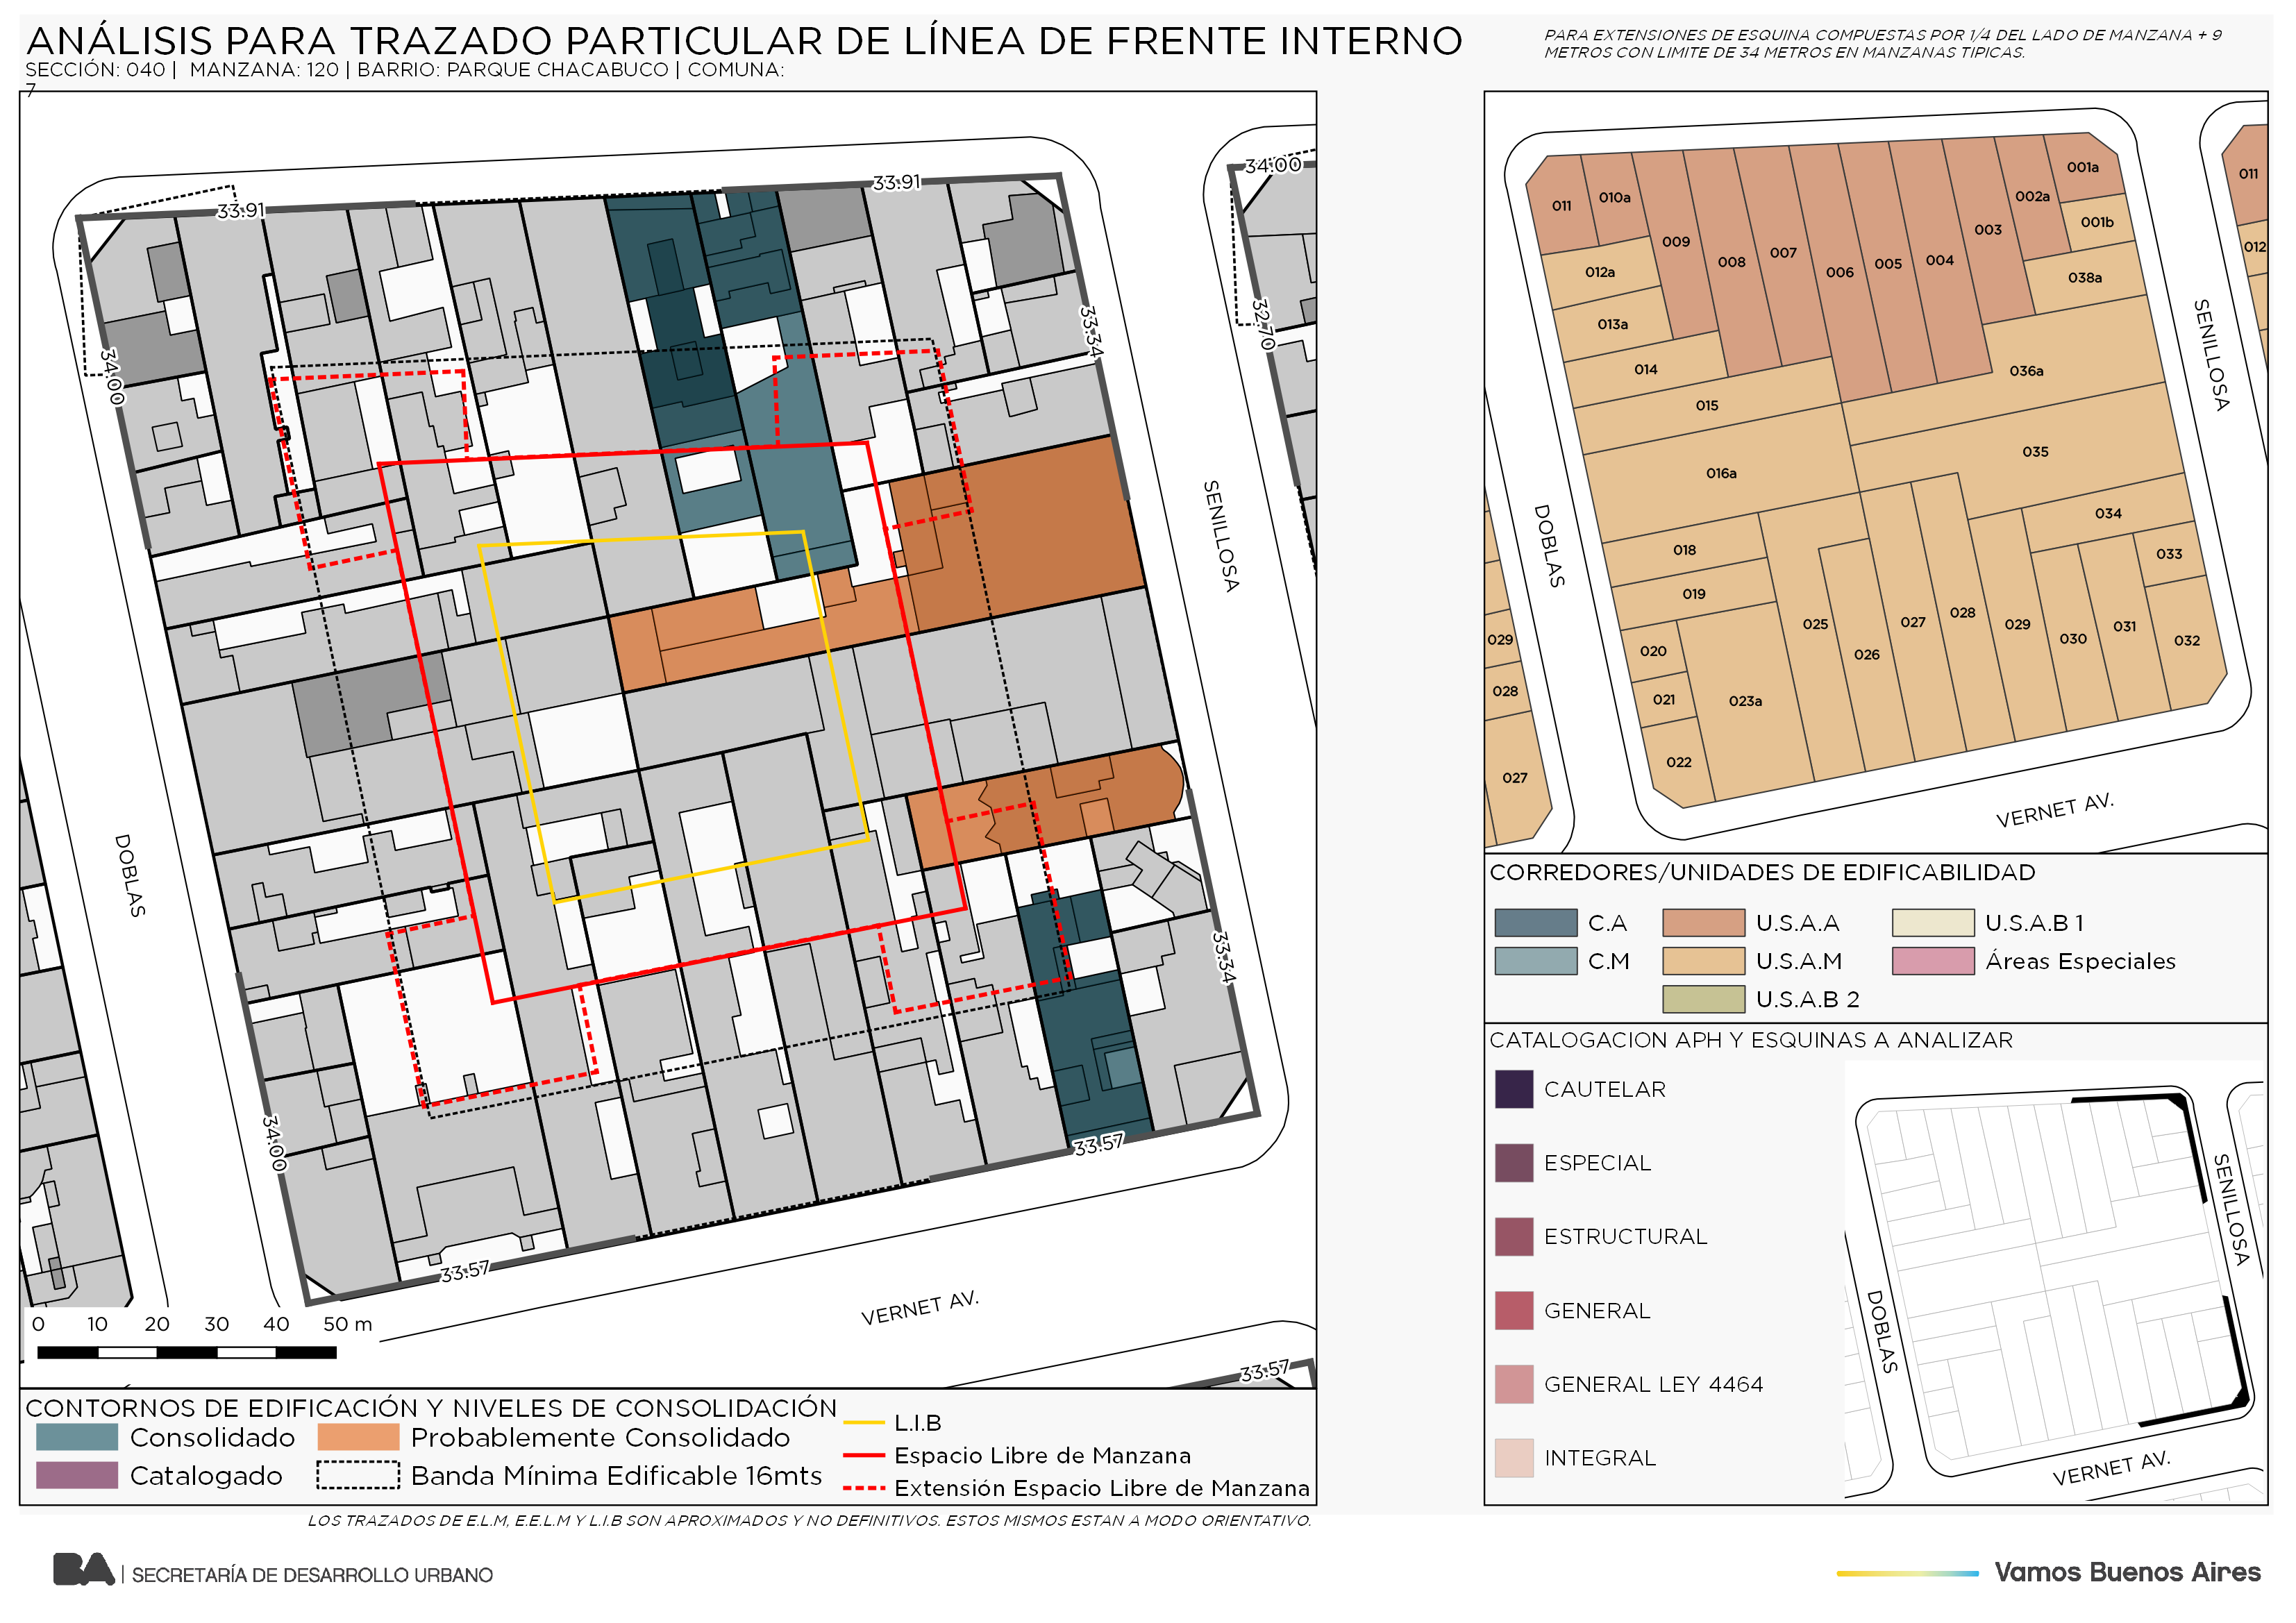 ANÁLISIS PARA TRAZADO PARTICULAR DE LÍNEA DE FRENTE INTERNO
SECCIÓN: 040 | MANZANA: 120 | BARRIO: PARQUE CHACABUCO | COMUNA:
7
PARA EXTENSIONES DE ESQUINA COMPUESTAS POR 1/4 DEL LADO DE MANZANA + 9
METROS CON LIMITE DE 34 METROS EN MANZANAS TIPICAS.
33.91
33.91
34.00
34.00
33.34
32.70
SENILLOSA
DOBLAS
33.34
34.00
33.57
33.57
VERNET AV.
33.57
0 10 20 30 40 50 m
CONTORNOS DE EDIFICACIÓN Y NIVELES DE CONSOLIDACIÓN
Consolidado
Probablemente Consolidado
Catalogado
Banda Mínima Edificable 16mts
L.I.B
Espacio Libre de Manzana
Extensión Espacio Libre de Manzana
LOS TRAZADOS DE E.L.M, E.E.L.M Y L.I.B SON APROXIMADOS Y NO DEFINITIVOS. ESTOS MISMOS ESTAN A MODO ORIENTATIVO.
011
010a
009
008
007
006
005
004
003
002a
001a
001b
038a
012a
013a
014
015
016a
036a
035
034
033
018
019
020
021
022
023a
025
026
027
028
029
030
031
032
011
012
029
028
027
DOBLAS
SENILLOSA
VERNET AV.
CORREDORES/UNIDADES DE EDIFICABILIDAD
C.A
U.S.A.A
U.S.A.B 1
C.M
U.S.A.M
Áreas Especiales
U.S.A.B 2
CATALOGACION APH Y ESQUINAS A ANALIZAR
CAUTELAR
ESPECIAL
ESTRUCTURAL
GENERAL
GENERAL LEY 4464
INTEGRAL
SENILLOSA
DOBLAS
VERNET AV.
BA | SECRETARÍA DE DESARROLLO URBANO
Vamos Buenos Aires